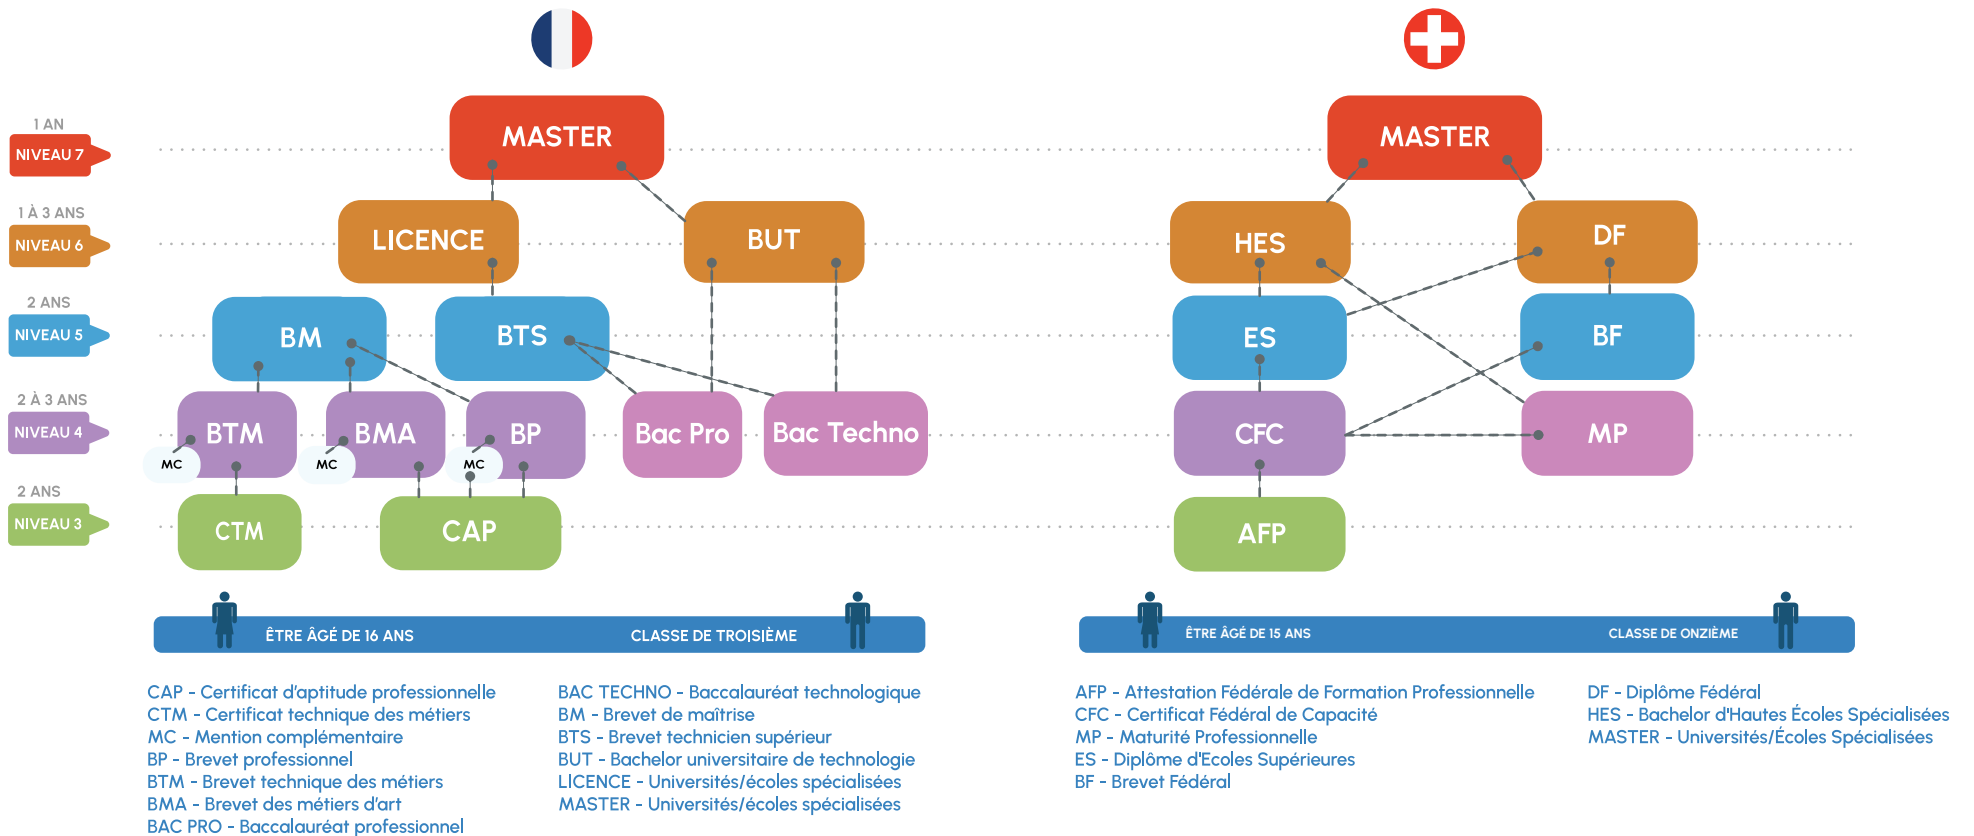 1 AN
NIVEAU 7
MASTER
MASTER
1 À 3 ANS
NIVEAU 6
LICENCE
BUT
HES
DF
2 ANS
NIVEAU 5
BM
BTS
ES
BF
2 À 3 ANS
NIVEAU 4
BTM
BMA
BP
Bac Pro
Bac Techno
CFC
MP
MC
MC
MC
2 ANS
NIVEAU 3
CTM
CAP
AFP
ÊTRE ÂGÉ DE 16 ANS
CLASSE DE TROISIÈME
ÊTRE ÂGÉ DE 15 ANS
CLASSE DE ONZIÈME
CAP - Certificat d'aptitude professionnelle
CTM - Certificat technique des métiers
MC - Mention complémentaire
BP - Brevet professionnel
BTM - Brevet technique des métiers
BMA - Brevet des métiers d'art
BAC PRO - Baccalauréat professionnel
BAC TECHNO - Baccalauréat technologique
BM - Brevet de maîtrise
BTS - Brevet technicien supérieur
BUT - Bachelor universitaire de technologie
LICENCE - Universités/écoles spécialisées
MASTER - Universités/écoles spécialisées
AFP - Attestation Fédérale de Formation Professionnelle
CFC - Certificat Fédéral de Capacité
MP - Maturité Professionnelle
ES - Diplôme d'Ecoles Supérieures
BF - Brevet Fédéral
DF - Diplôme Fédéral
HES - Bachelor d'Hautes Écoles Spécialisées
MASTER - Universités/Écoles Spécialisées